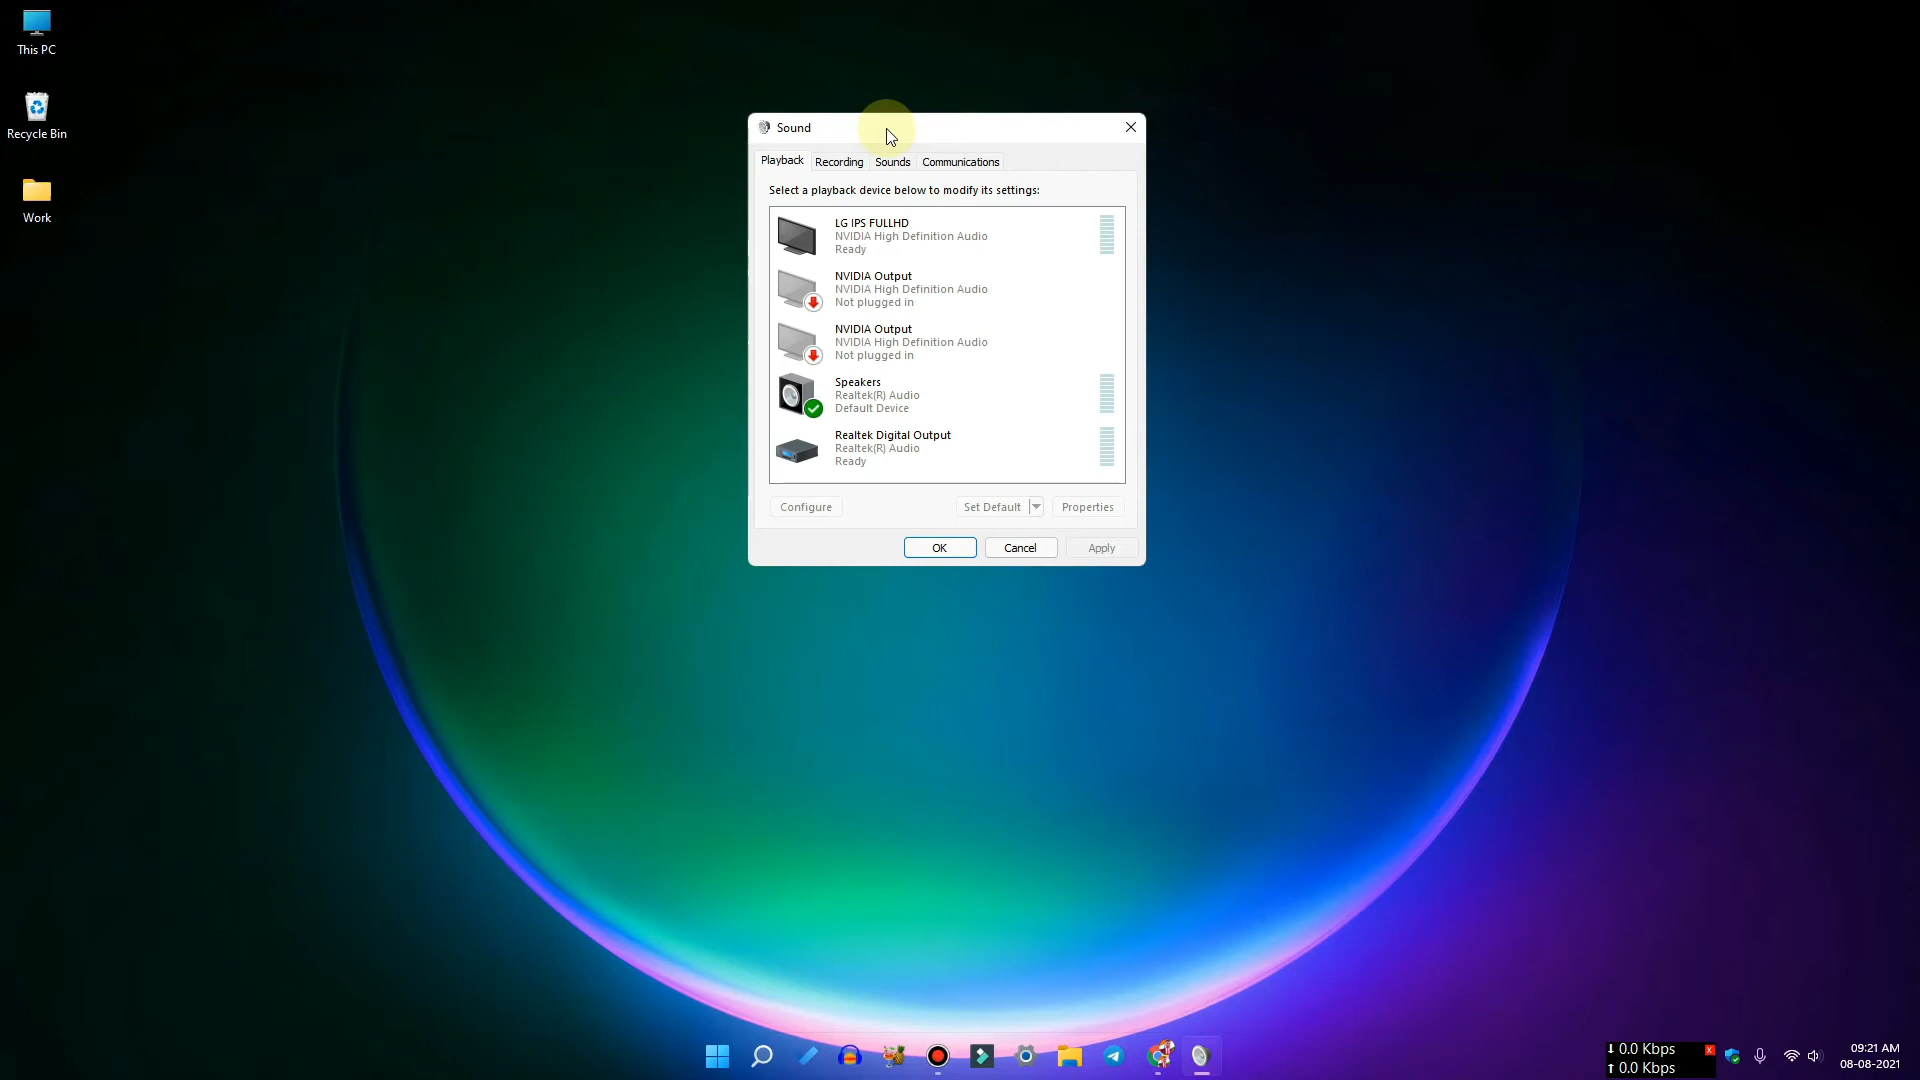 This PC
Recycle Bin
Work
Sound
Playback Recording Sounds Communications
Select a playback device below to modify its settings:
LG IPS FULLHD
NVIDIA High Definition Audio
Ready
NVIDIA Output
NVIDIA High Definition Audio
Not plugged in
NVIDIA Output
NVIDIA High Definition Audio
Not plugged in
Speakers
Realtek(R) Audio
Default Device
Realtek Digital Output
Realtek(R) Audio
Ready
Configure Set Default Properties
OK Cancel Apply
0.0 Kbps
0.0 Kbps
09:21 AM
08-08-2021